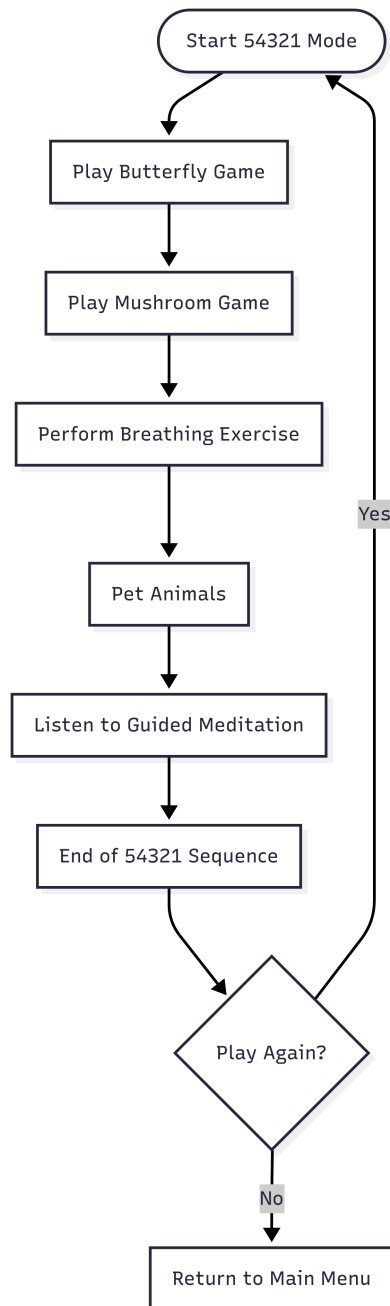 Start 54321 Mode
Play Butterfly Game
Play Mushroom Game
Perform Breathing Exercise
Yes
Pet Animals
Listen to Guided Meditation
End of 54321 Sequence
Play Again?
No
Return to Main Menu